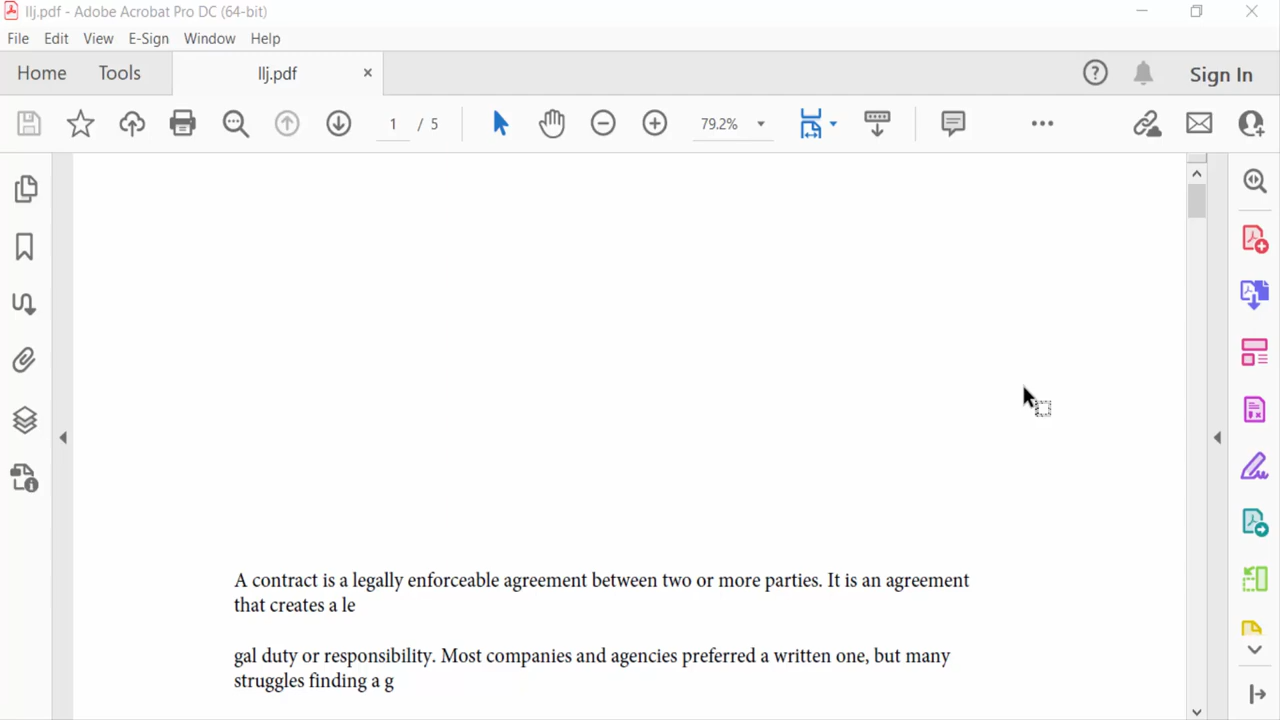 llj.pdf - Adobe Acrobat Pro DC (64-bit)
File Edit View E-Sign Window Help
Home Tools llj.pdf × Sign In
1 / 5 79.2%
A contract is a legally enforceable agreement between two or more parties. It is an agreement
that creates a le
gal duty or responsibility. Most companies and agencies preferred a written one, but many
struggles finding a g